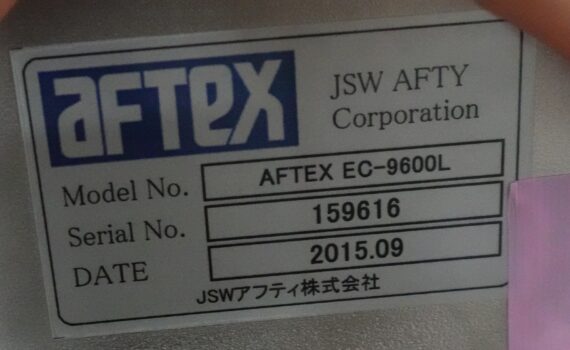 aFTeX
JSW AFTY
Corporation
Model No. AFTEX EC-9600L
Serial No. 159616
DATE 2015.09
JSWアフティ株式会社